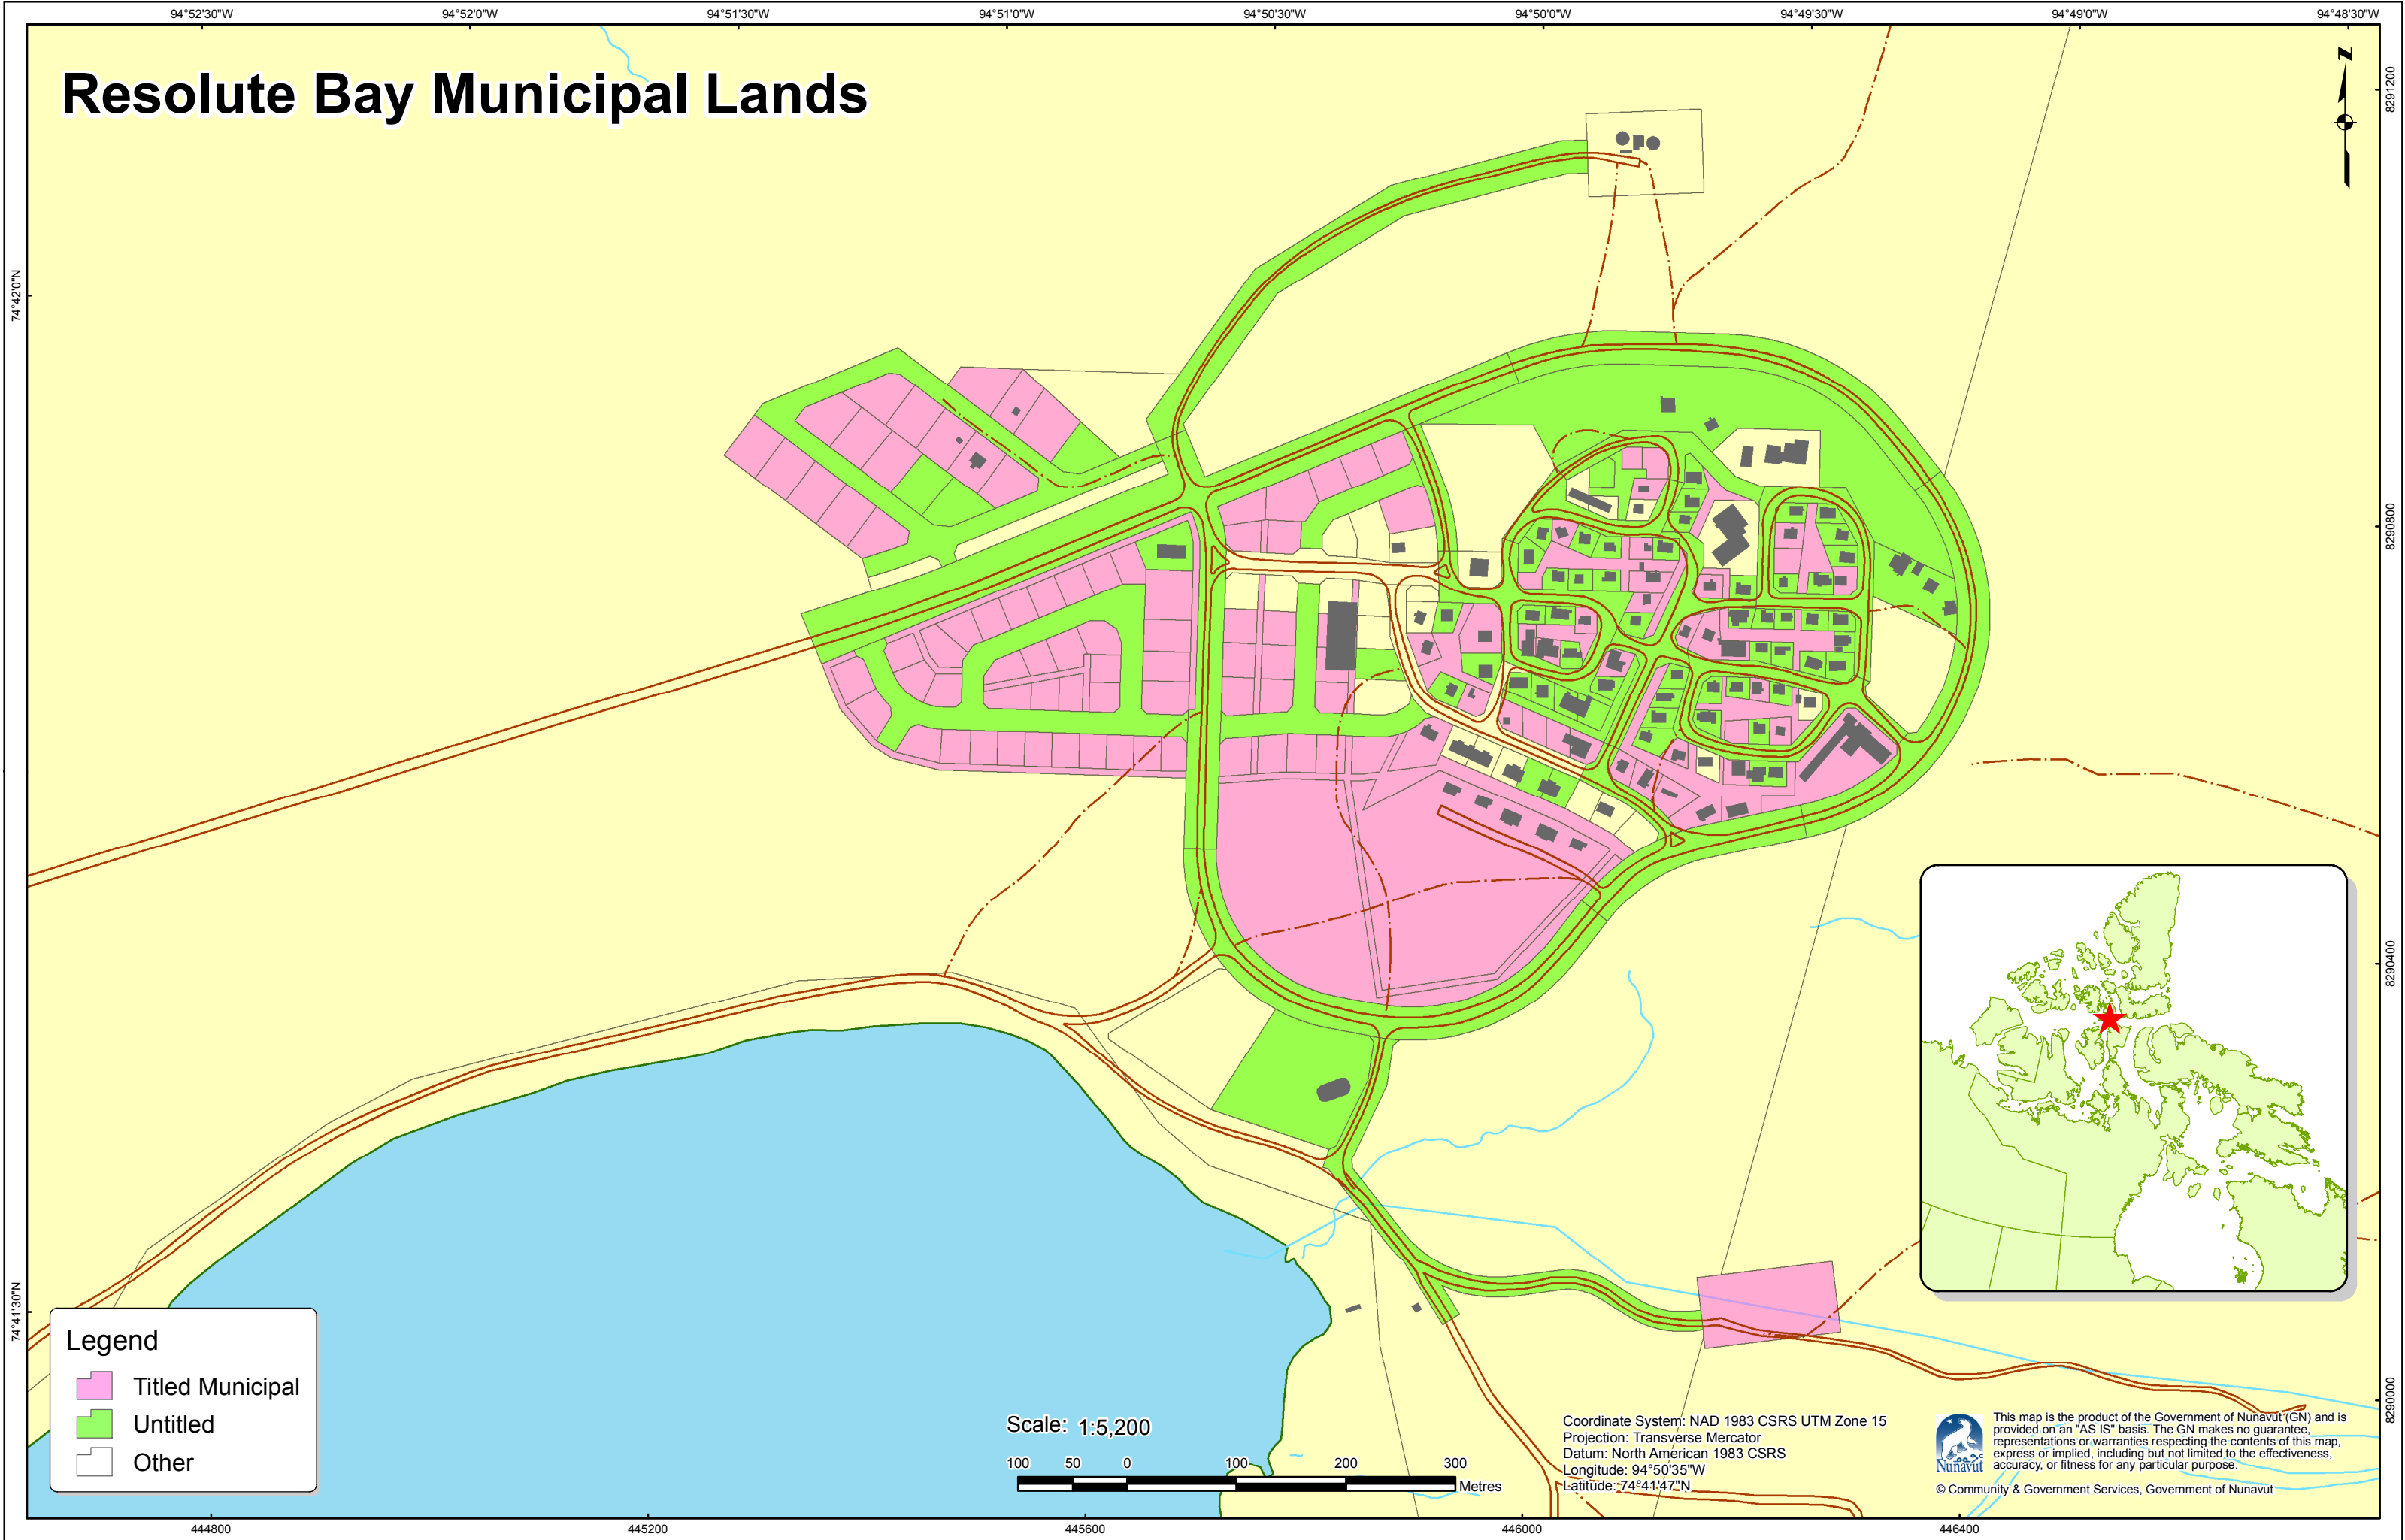 94°52'30"W 94°52'0"W 94°51'30"W 94°51'0"W 94°50'30"W 94°50'0"W 94°49'30"W 94°49'0"W 94°48'30"W
Resolute Bay Municipal Lands
N
8291200
74°42'0"N
8290800
8290400
74°41'30"N
8290000
Legend
Titled Municipal
Untitled
Other
Scale: 1:5,200
100 50 0 100 200 300
Metres
Coordinate System: NAD 1983 CSRS UTM Zone 15
Projection: Transverse Mercator
Datum: North American 1983 CSRS
Longitude: 94°50'35"W
Latitude: 74°41'47"N
Nunavut
This map is the product of the Government of Nunavut (GN) and is
provided on an "AS IS" basis. The GN makes no guarantee,
representations or warranties respecting the contents of this map,
express or implied, including but not limited to the effectiveness,
accuracy, or fitness for any particular purpose.
© Community & Government Services, Government of Nunavut
444800 445200 445600 446000 446400